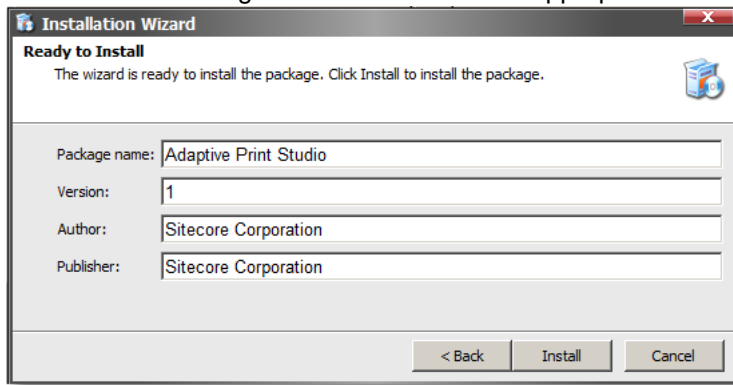 Installation Wizard
X
Ready to Install
The wizard is ready to install the package. Click Install to install the package.
Package name: Adaptive Print Studio
Version: 1
Author: Sitecore Corporation
Publisher: Sitecore Corporation
< Back Install Cancel